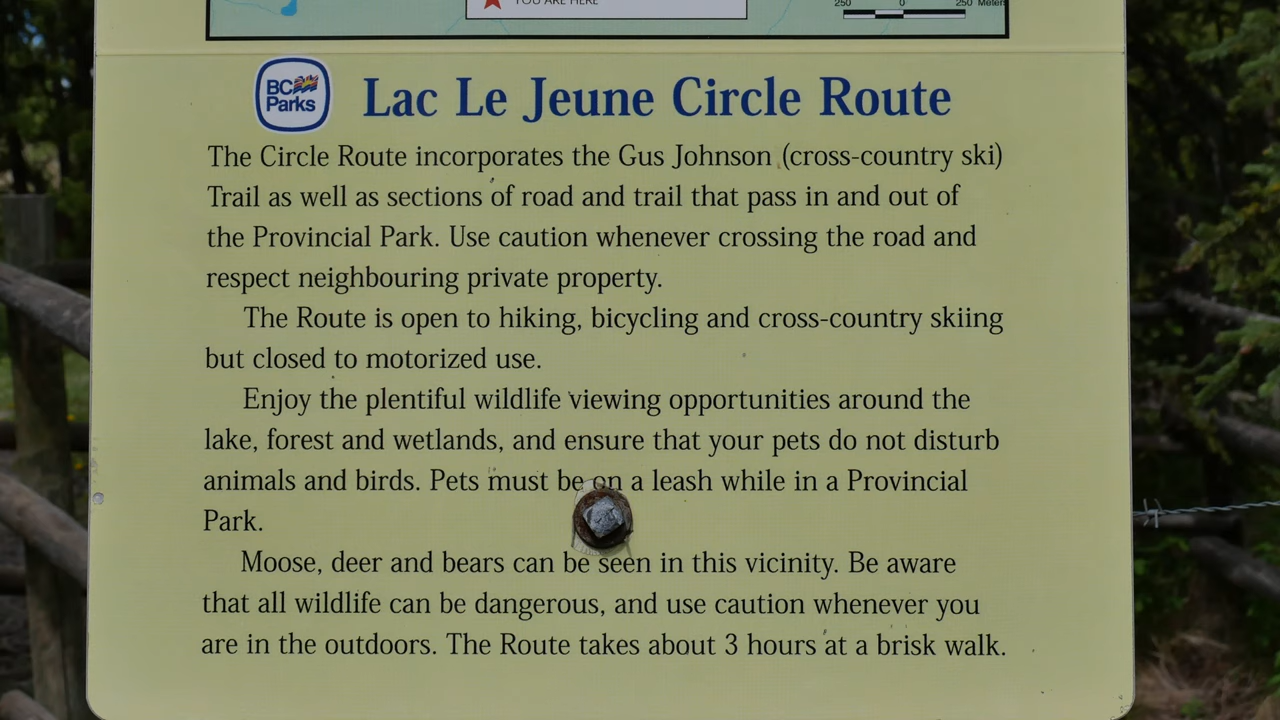 YOU ARE HERE
250 0 250 Meters
BC Parks
Lac Le Jeune Circle Route
The Circle Route incorporates the Gus Johnson (cross-country ski)
Trail as well as sections of road and trail that pass in and out of
the Provincial Park. Use caution whenever crossing the road and
respect neighbouring private property.
The Route is open to hiking, bicycling and cross-country skiing
but closed to motorized use.
Enjoy the plentiful wildlife viewing opportunities around the
lake, forest and wetlands, and ensure that your pets do not disturb
animals and birds. Pets must be on a leash while in a Provincial
Park.
Moose, deer and bears can be seen in this vicinity. Be aware
that all wildlife can be dangerous, and use caution whenever you
are in the outdoors. The Route takes about 3 hours at a brisk walk.